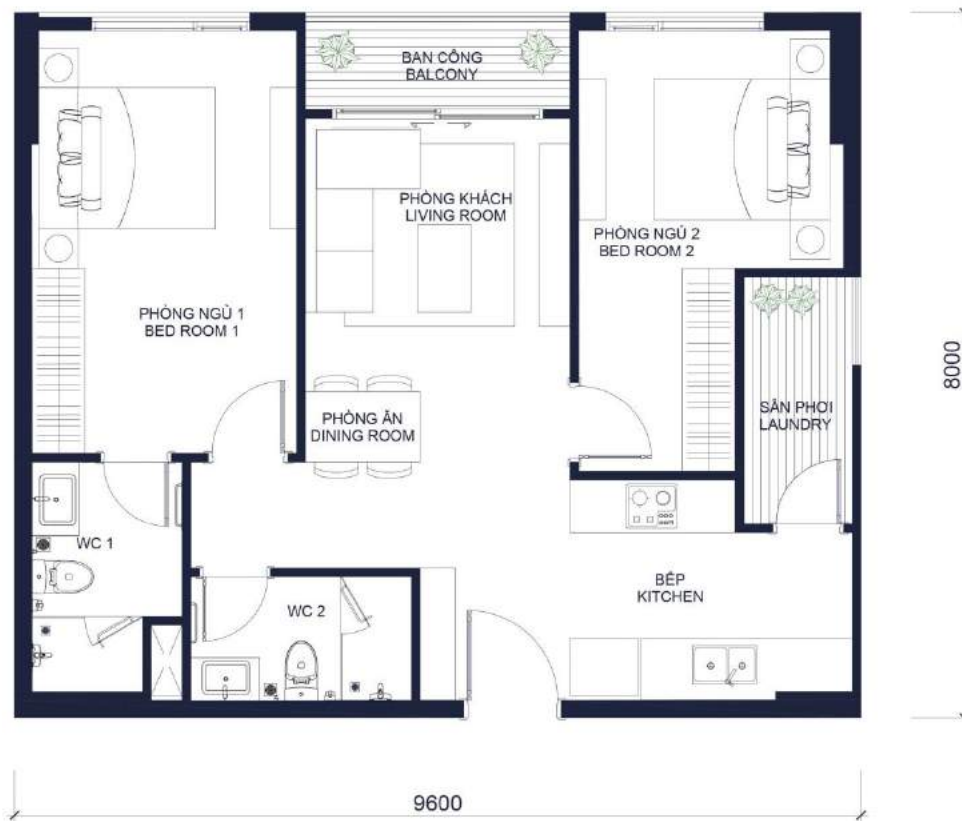 BAN CÔNG
BALCONY
PHÒNG KHÁCH
LIVING ROOM
PHÒNG NGỦ 2
BED ROOM 2
PHÒNG NGỦ 1
BED ROOM 1
8000
SÂN PHƠI
LAUNDRY
PHÒNG ĂN
DINING ROOM
WC 1
BẾP
KITCHEN
WC 2
9600